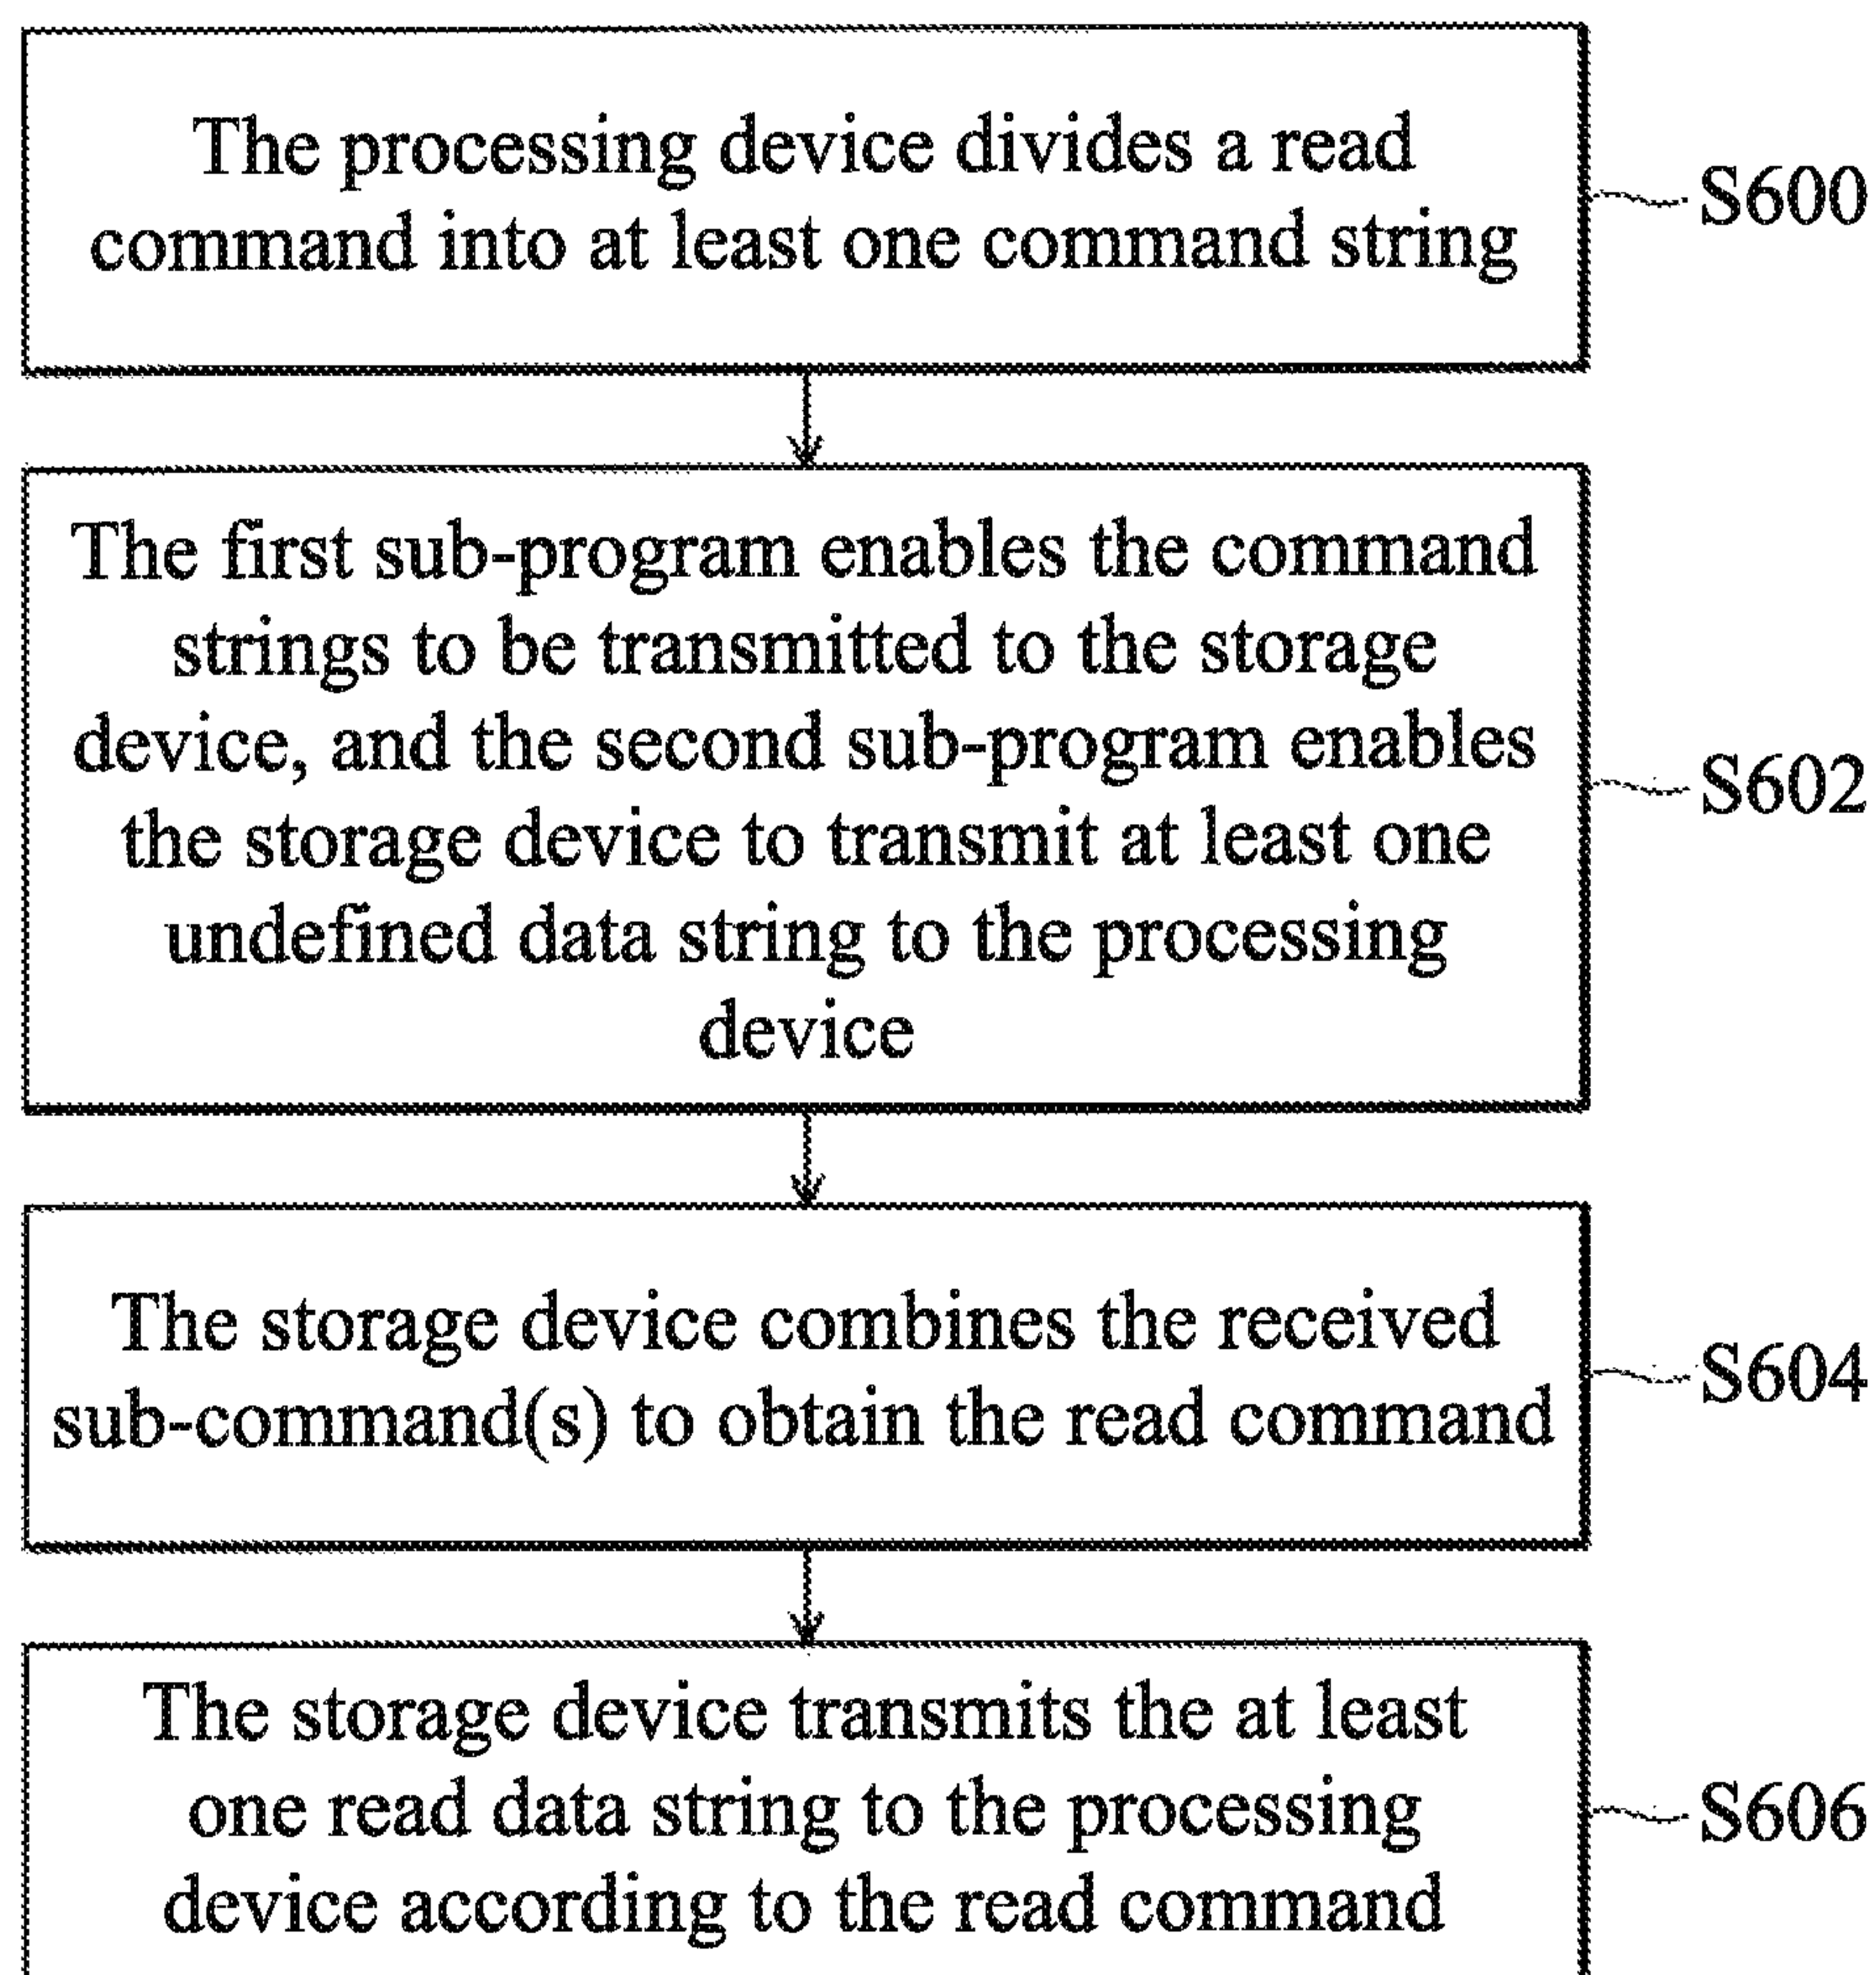 The processing device divides a read
command into at least one command string
S600
The first sub-program enables the command
strings to be transmitted to the storage
device, and the second sub-program enables
the storage device to transmit at least one
undefined data string to the processing
device
S602
The storage device combines the received
sub-command(s) to obtain the read command
S604
The storage device transmits the at least
one read data string to the processing
device according to the read command
S606